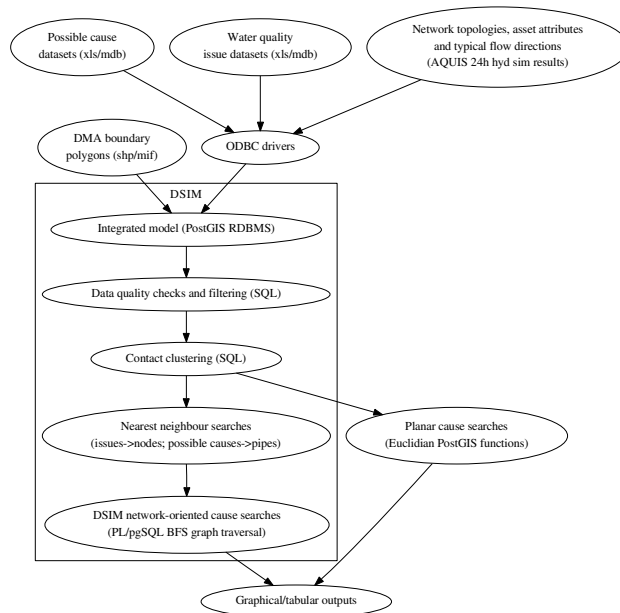 Possible cause
datasets (xls/mdb)
Water quality
issue datasets (xls/mdb)
Network topologies, asset attributes
and typical flow directions
(AQUIS 24h hyd sim results)
DMA boundary
polygons (shp/mif)
ODBC drivers
DSIM
Integrated model (PostGIS RDBMS)
Data quality checks and filtering (SQL)
Contact clustering (SQL)
Nearest neighbour searches
(issues->nodes; possible causes->pipes)
Planar cause searches
(Euclidian PostGIS functions)
DSIM network-oriented cause searches
(PL/pgSQL BFS graph traversal)
Graphical/tabular outputs